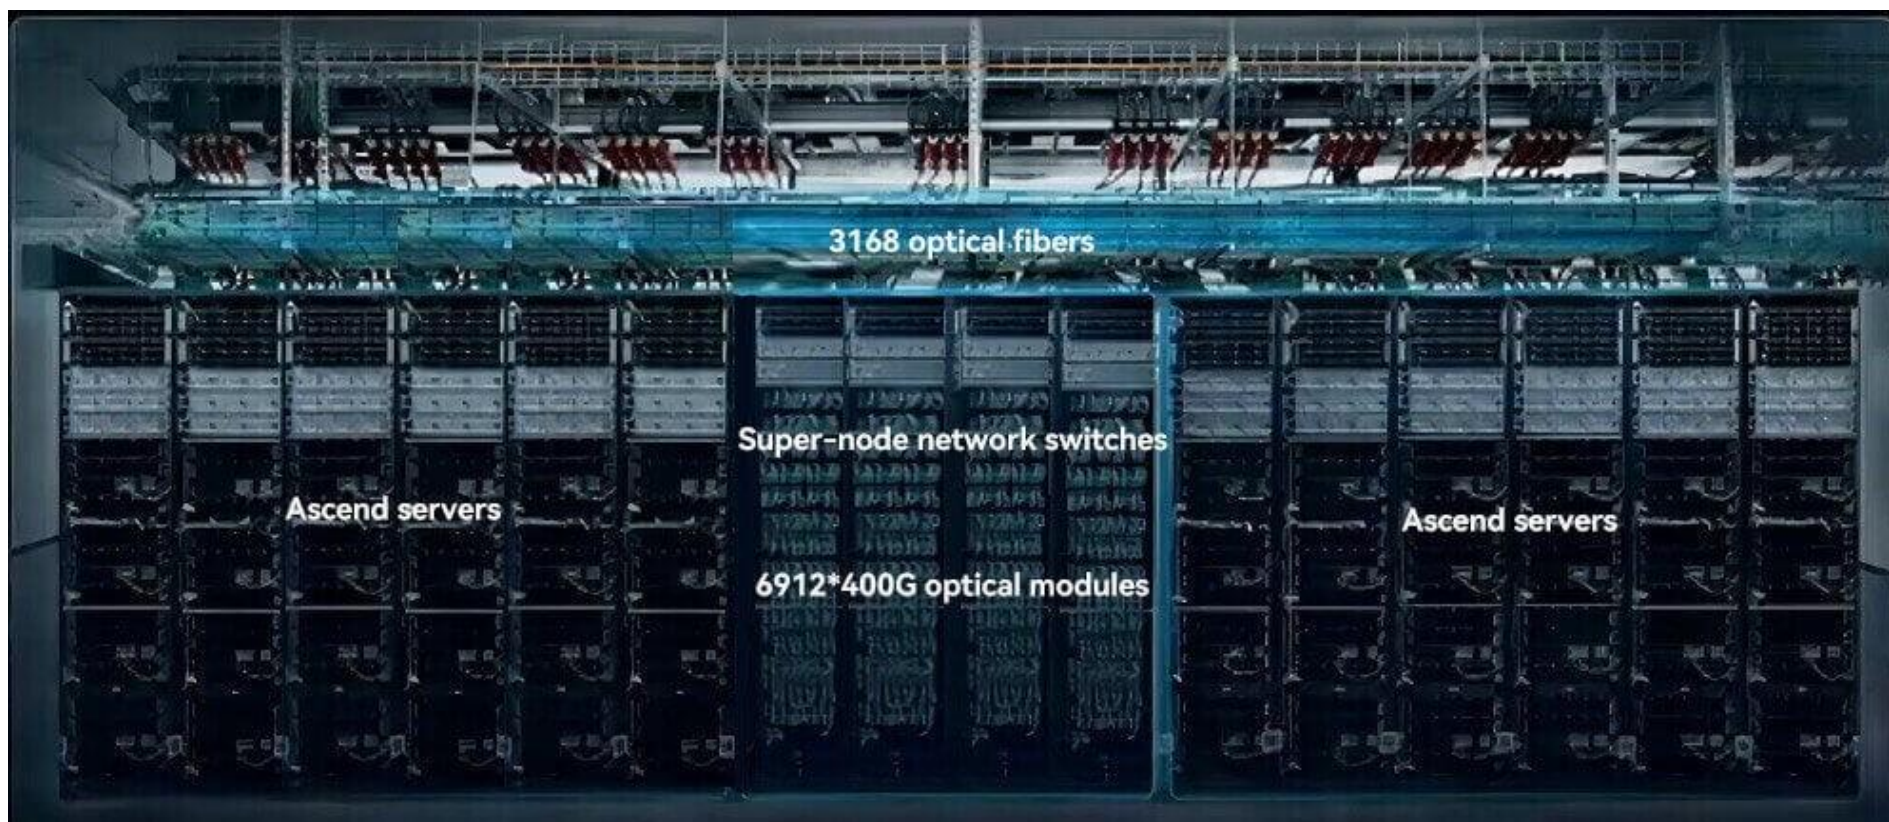 3168 optical fibers
Super-node network switches
Ascend servers
Ascend servers
6912*400G optical modules